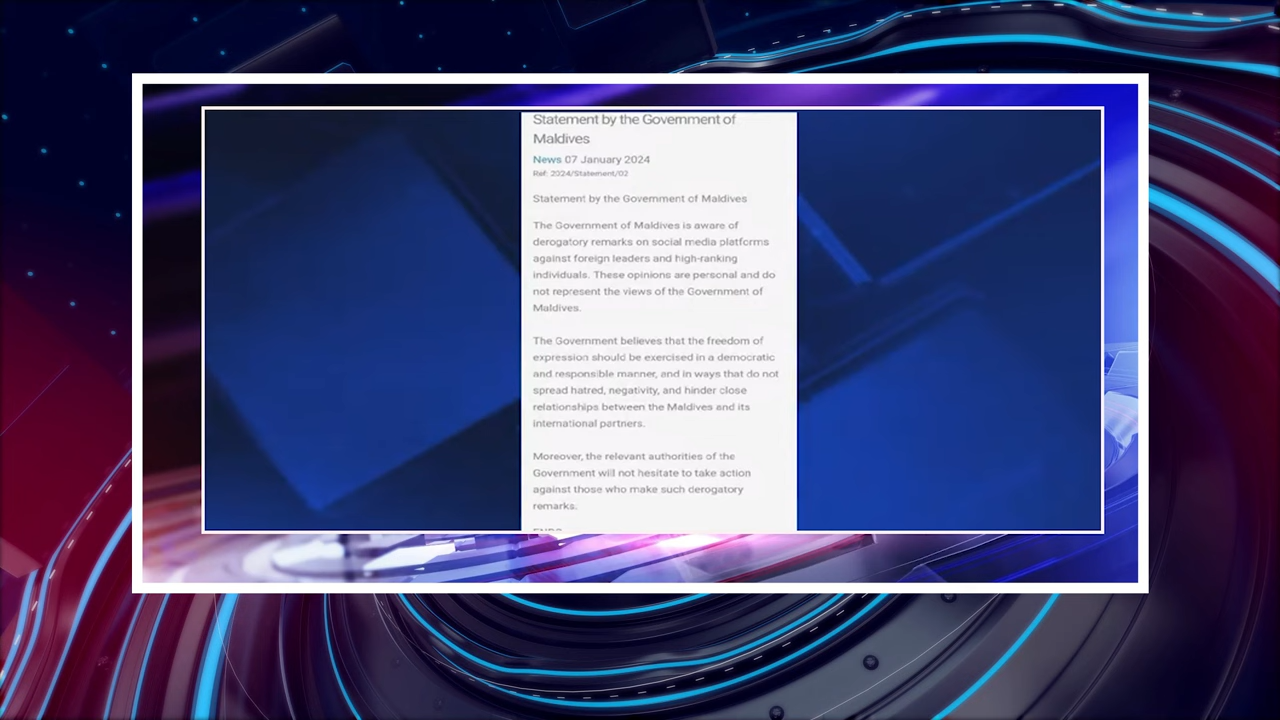 Statement by the Government of
Maldives
News 07 January 2024
Ref: 2024/Statement/02
Statement by the Government of Maldives
The Government of Maldives is aware of
derogatory remarks on social media platforms
against foreign leaders and high-ranking
individuals. These opinions are personal and do
not represent the views of the Government of
Maldives.
The Government believes that the freedom of
expression should be exercised in a democratic
and responsible manner, and in ways that do not
spread hatred, negativity, and hinder close
relationships between the Maldives and its
international partners.
Moreover, the relevant authorities of the
Government will not hesitate to take action
against those who make such derogatory
remarks.